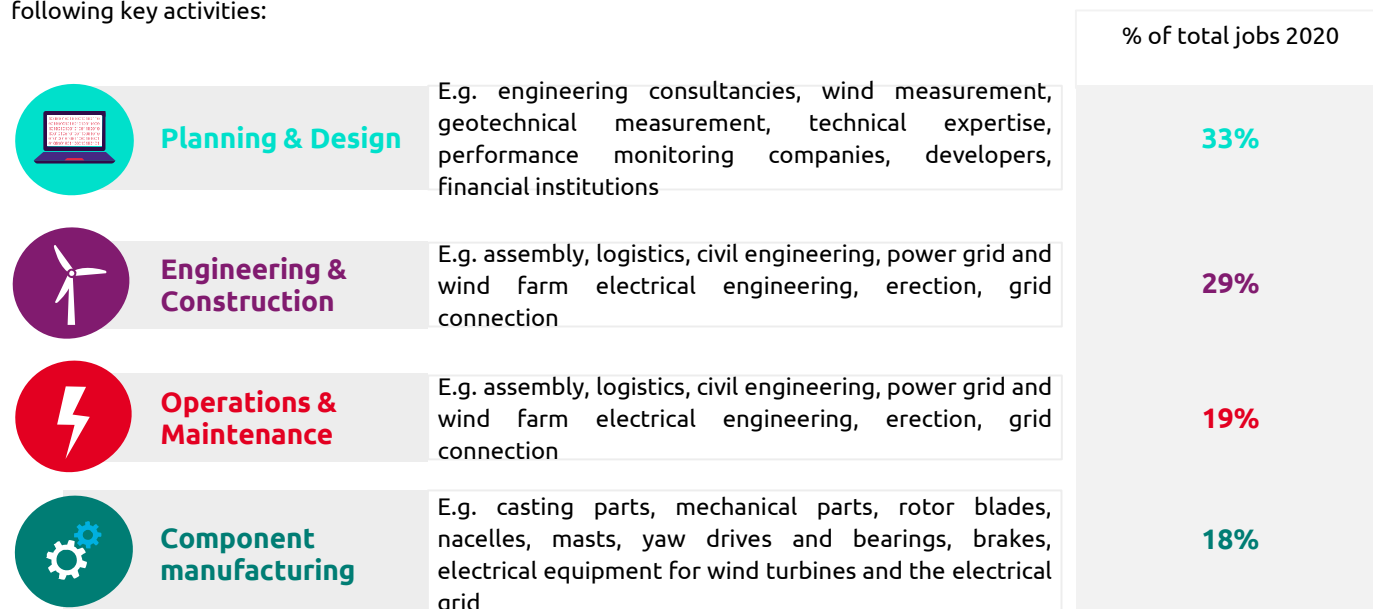 following key activities:
% of total jobs 2020
Planning & Design
E.g. engineering consultancies, wind measurement,
geotechnical measurement, technical expertise,
performance monitoring companies, developers,
financial institutions
33%
Engineering &
Construction
E.g. assembly, logistics, civil engineering, power grid and
wind farm electrical engineering, erection, grid
connection
29%
Operations &
Maintenance
E.g. assembly, logistics, civil engineering, power grid and
wind farm electrical engineering, erection, grid
connection
19%
Component
manufacturing
E.g. casting parts, mechanical parts, rotor blades,
nacelles, masts, yaw drives and bearings, brakes,
electrical equipment for wind turbines and the electrical
grid
18%